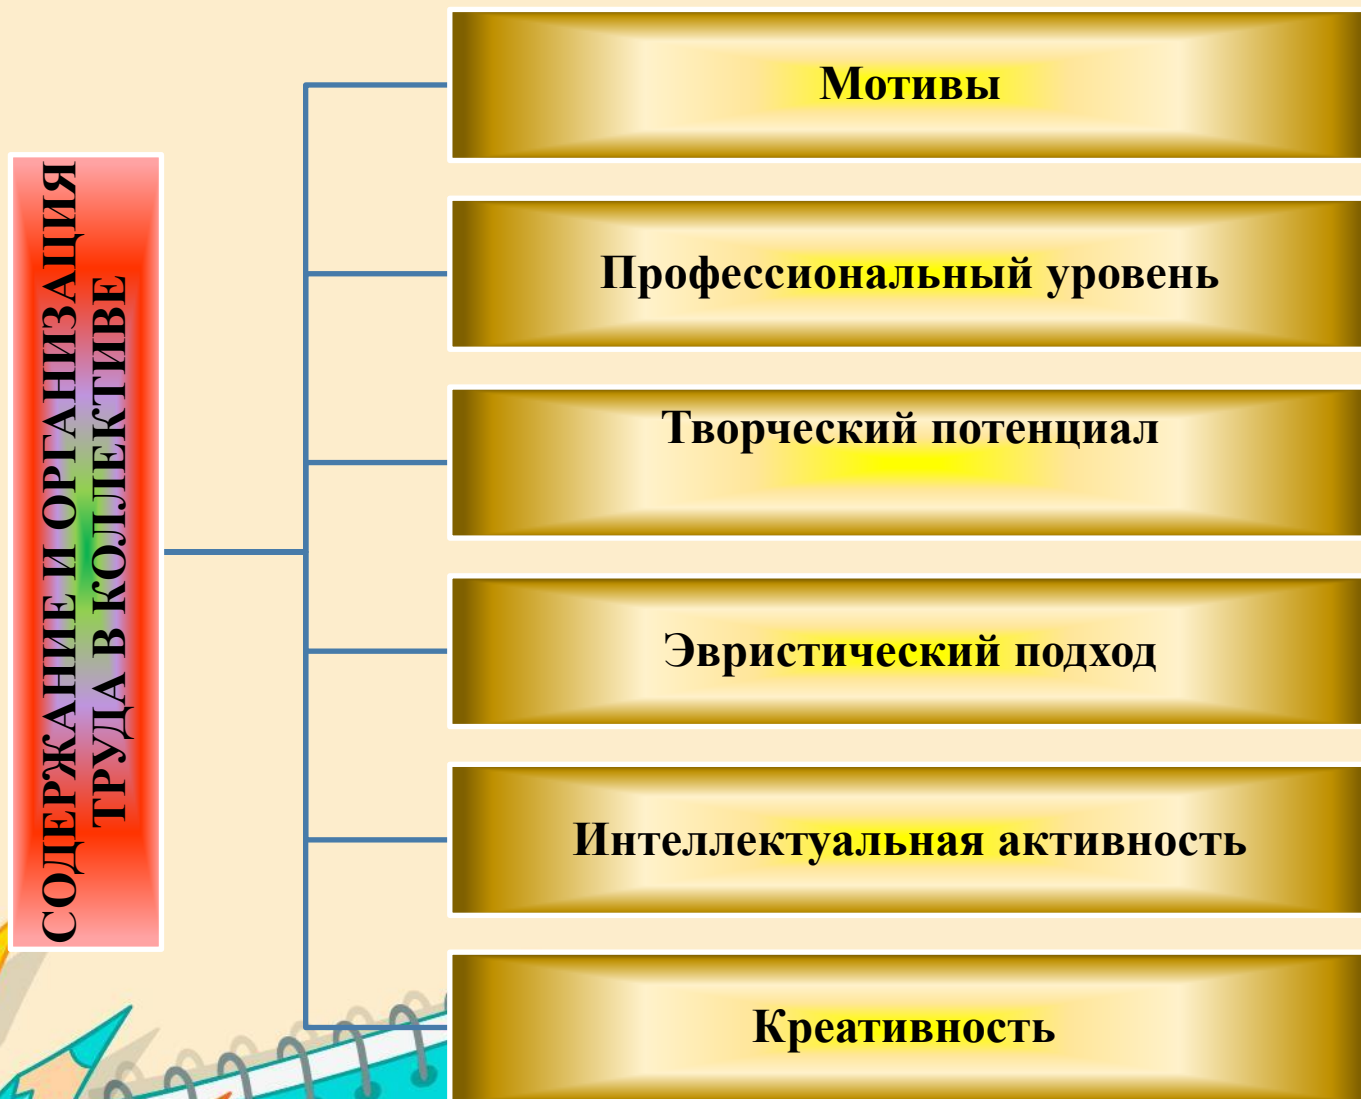 СОДЕРЖАНИЕ И ОРГАНИЗАЦИЯ
ТРУДА В КОЛЛЕКТИВЕ
Мотивы
Профессиональный уровень
Творческий потенциал
Эвристический подход
Интеллектуальная активность
Креативность